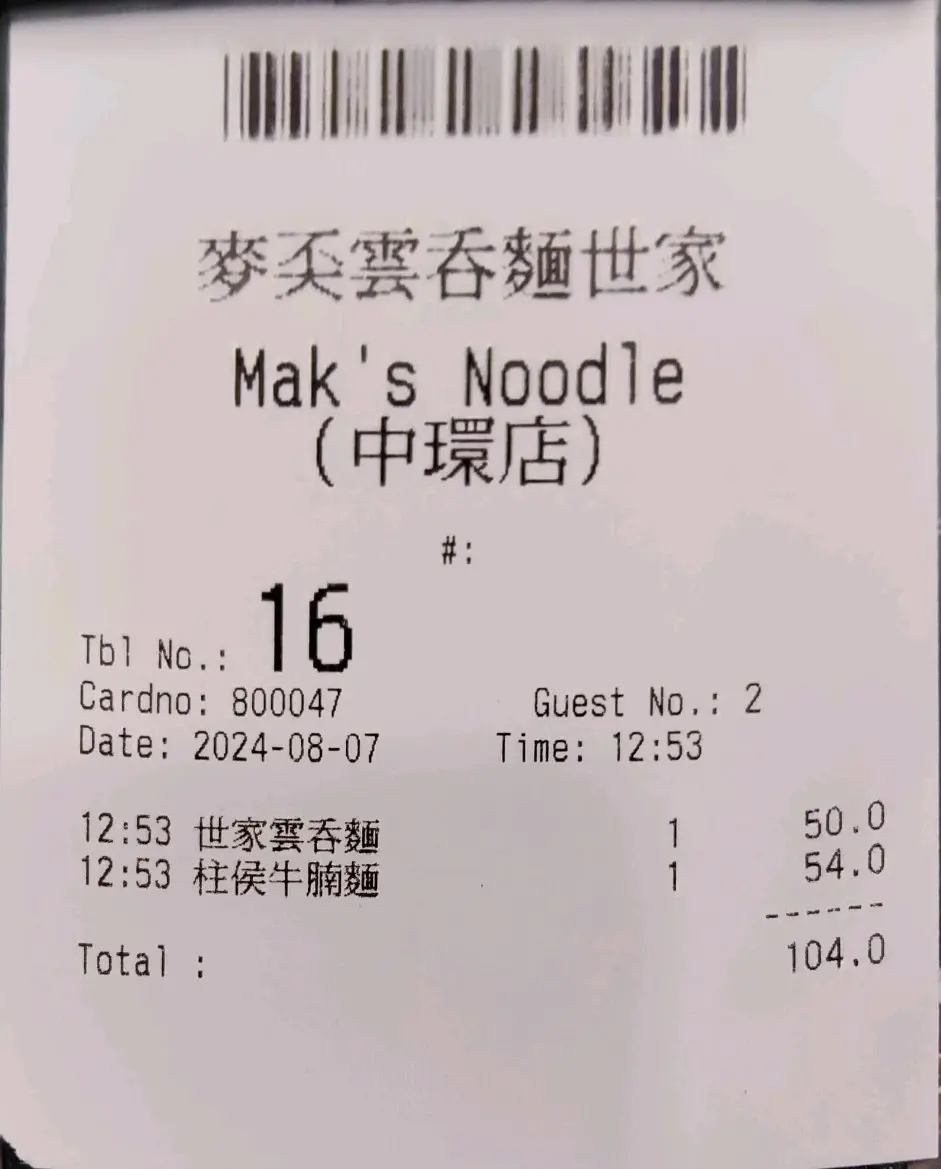 麥奀雲吞麵世家
Mak's Noodle
(中環店)
#:
Tbl No.: 16
Cardno: 800047 Guest No.: 2
Date: 2024-08-07 Time: 12:53
12:53 世家雲吞麵 1 50.0
12:53 柱侯牛腩麵 1 54.0
------
Total : 104.0